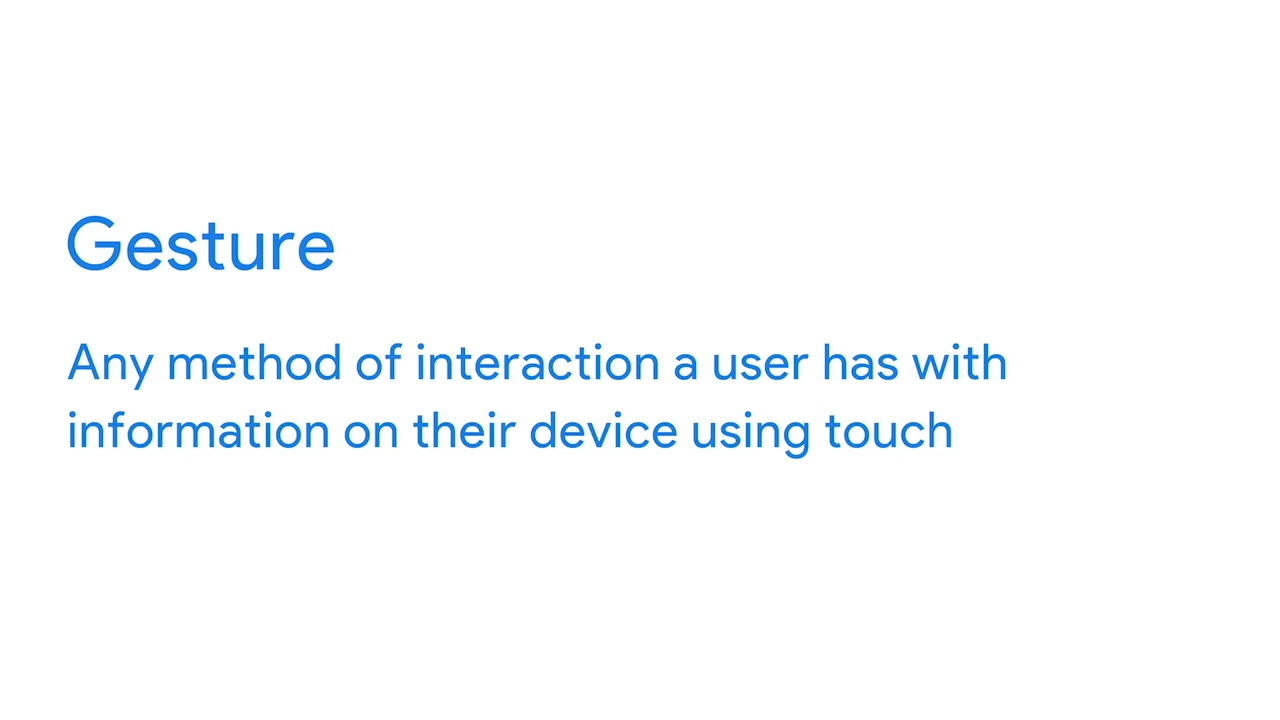 Gesture
Any method of interaction a user has with
information on their device using touch